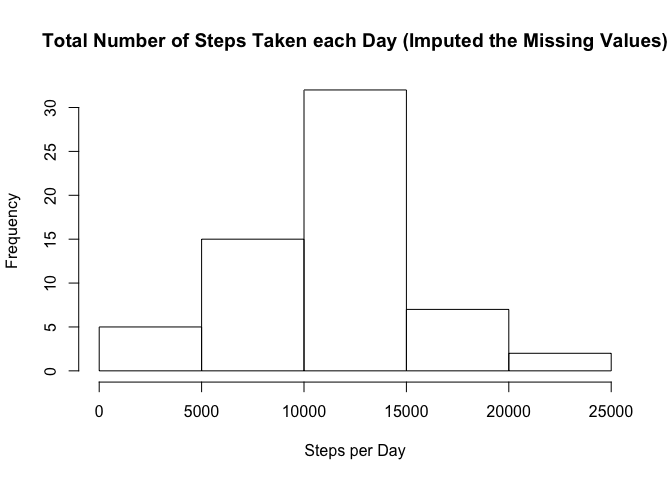 Total Number of Steps Taken each Day (Imputed the Missing Values)
30
25
20
15
10
5
0
Frequency
0 5000 10000 15000 20000 25000
Steps per Day